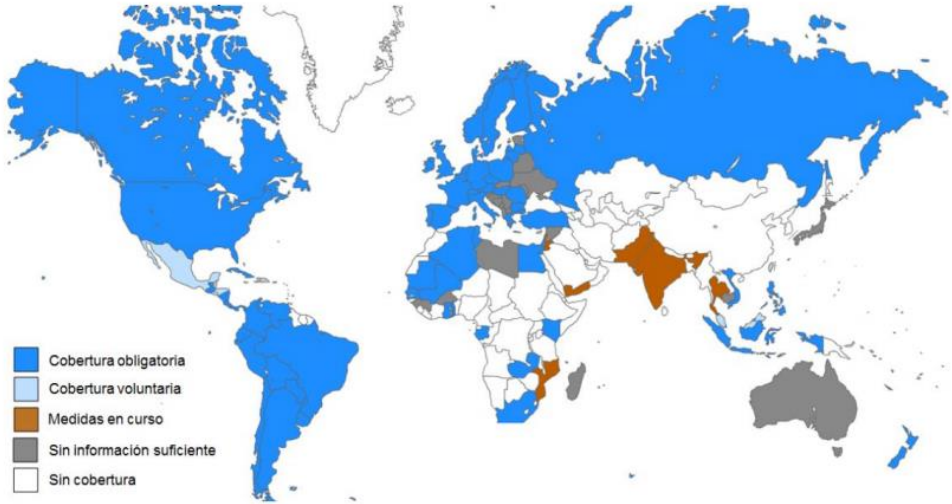 Cobertura obligatoria
Cobertura voluntaria
Medidas en curso
Sin información suficiente
Sin cobertura